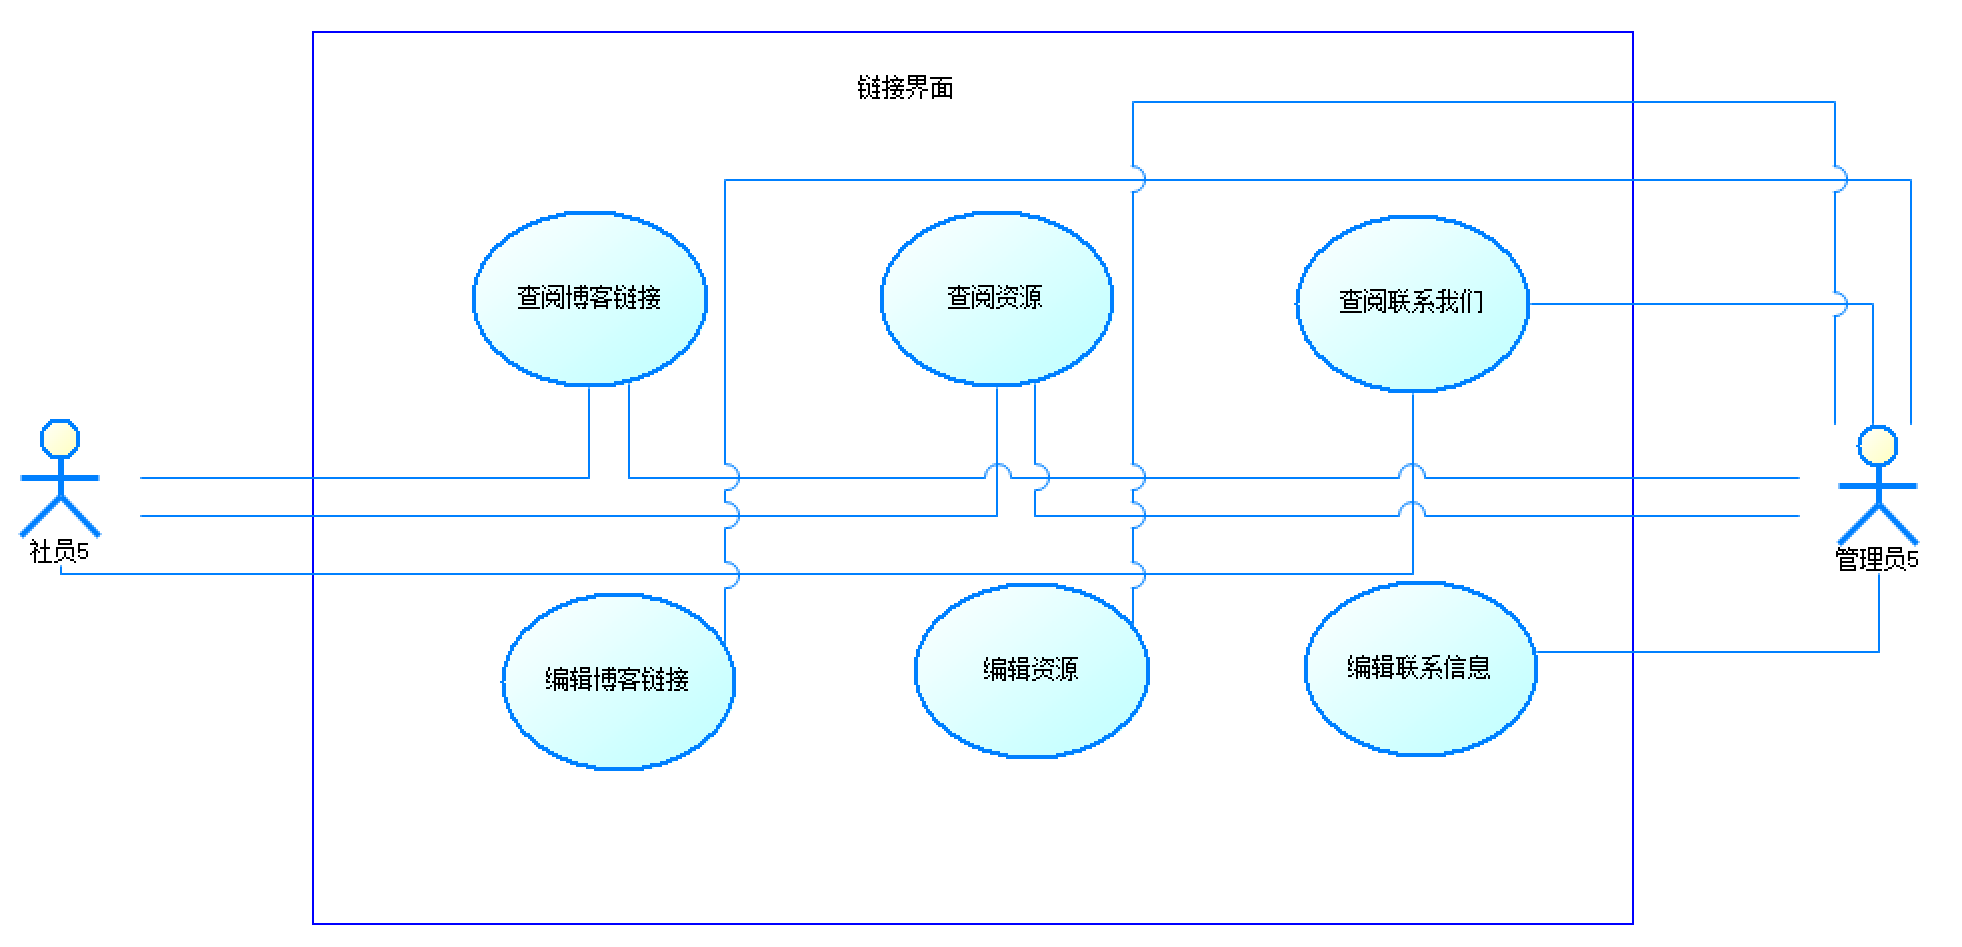 链接界面
查阅博客链接
查阅资源
查阅联系我们
社员5
管理员5
编辑博客链接
编辑资源
编辑联系信息